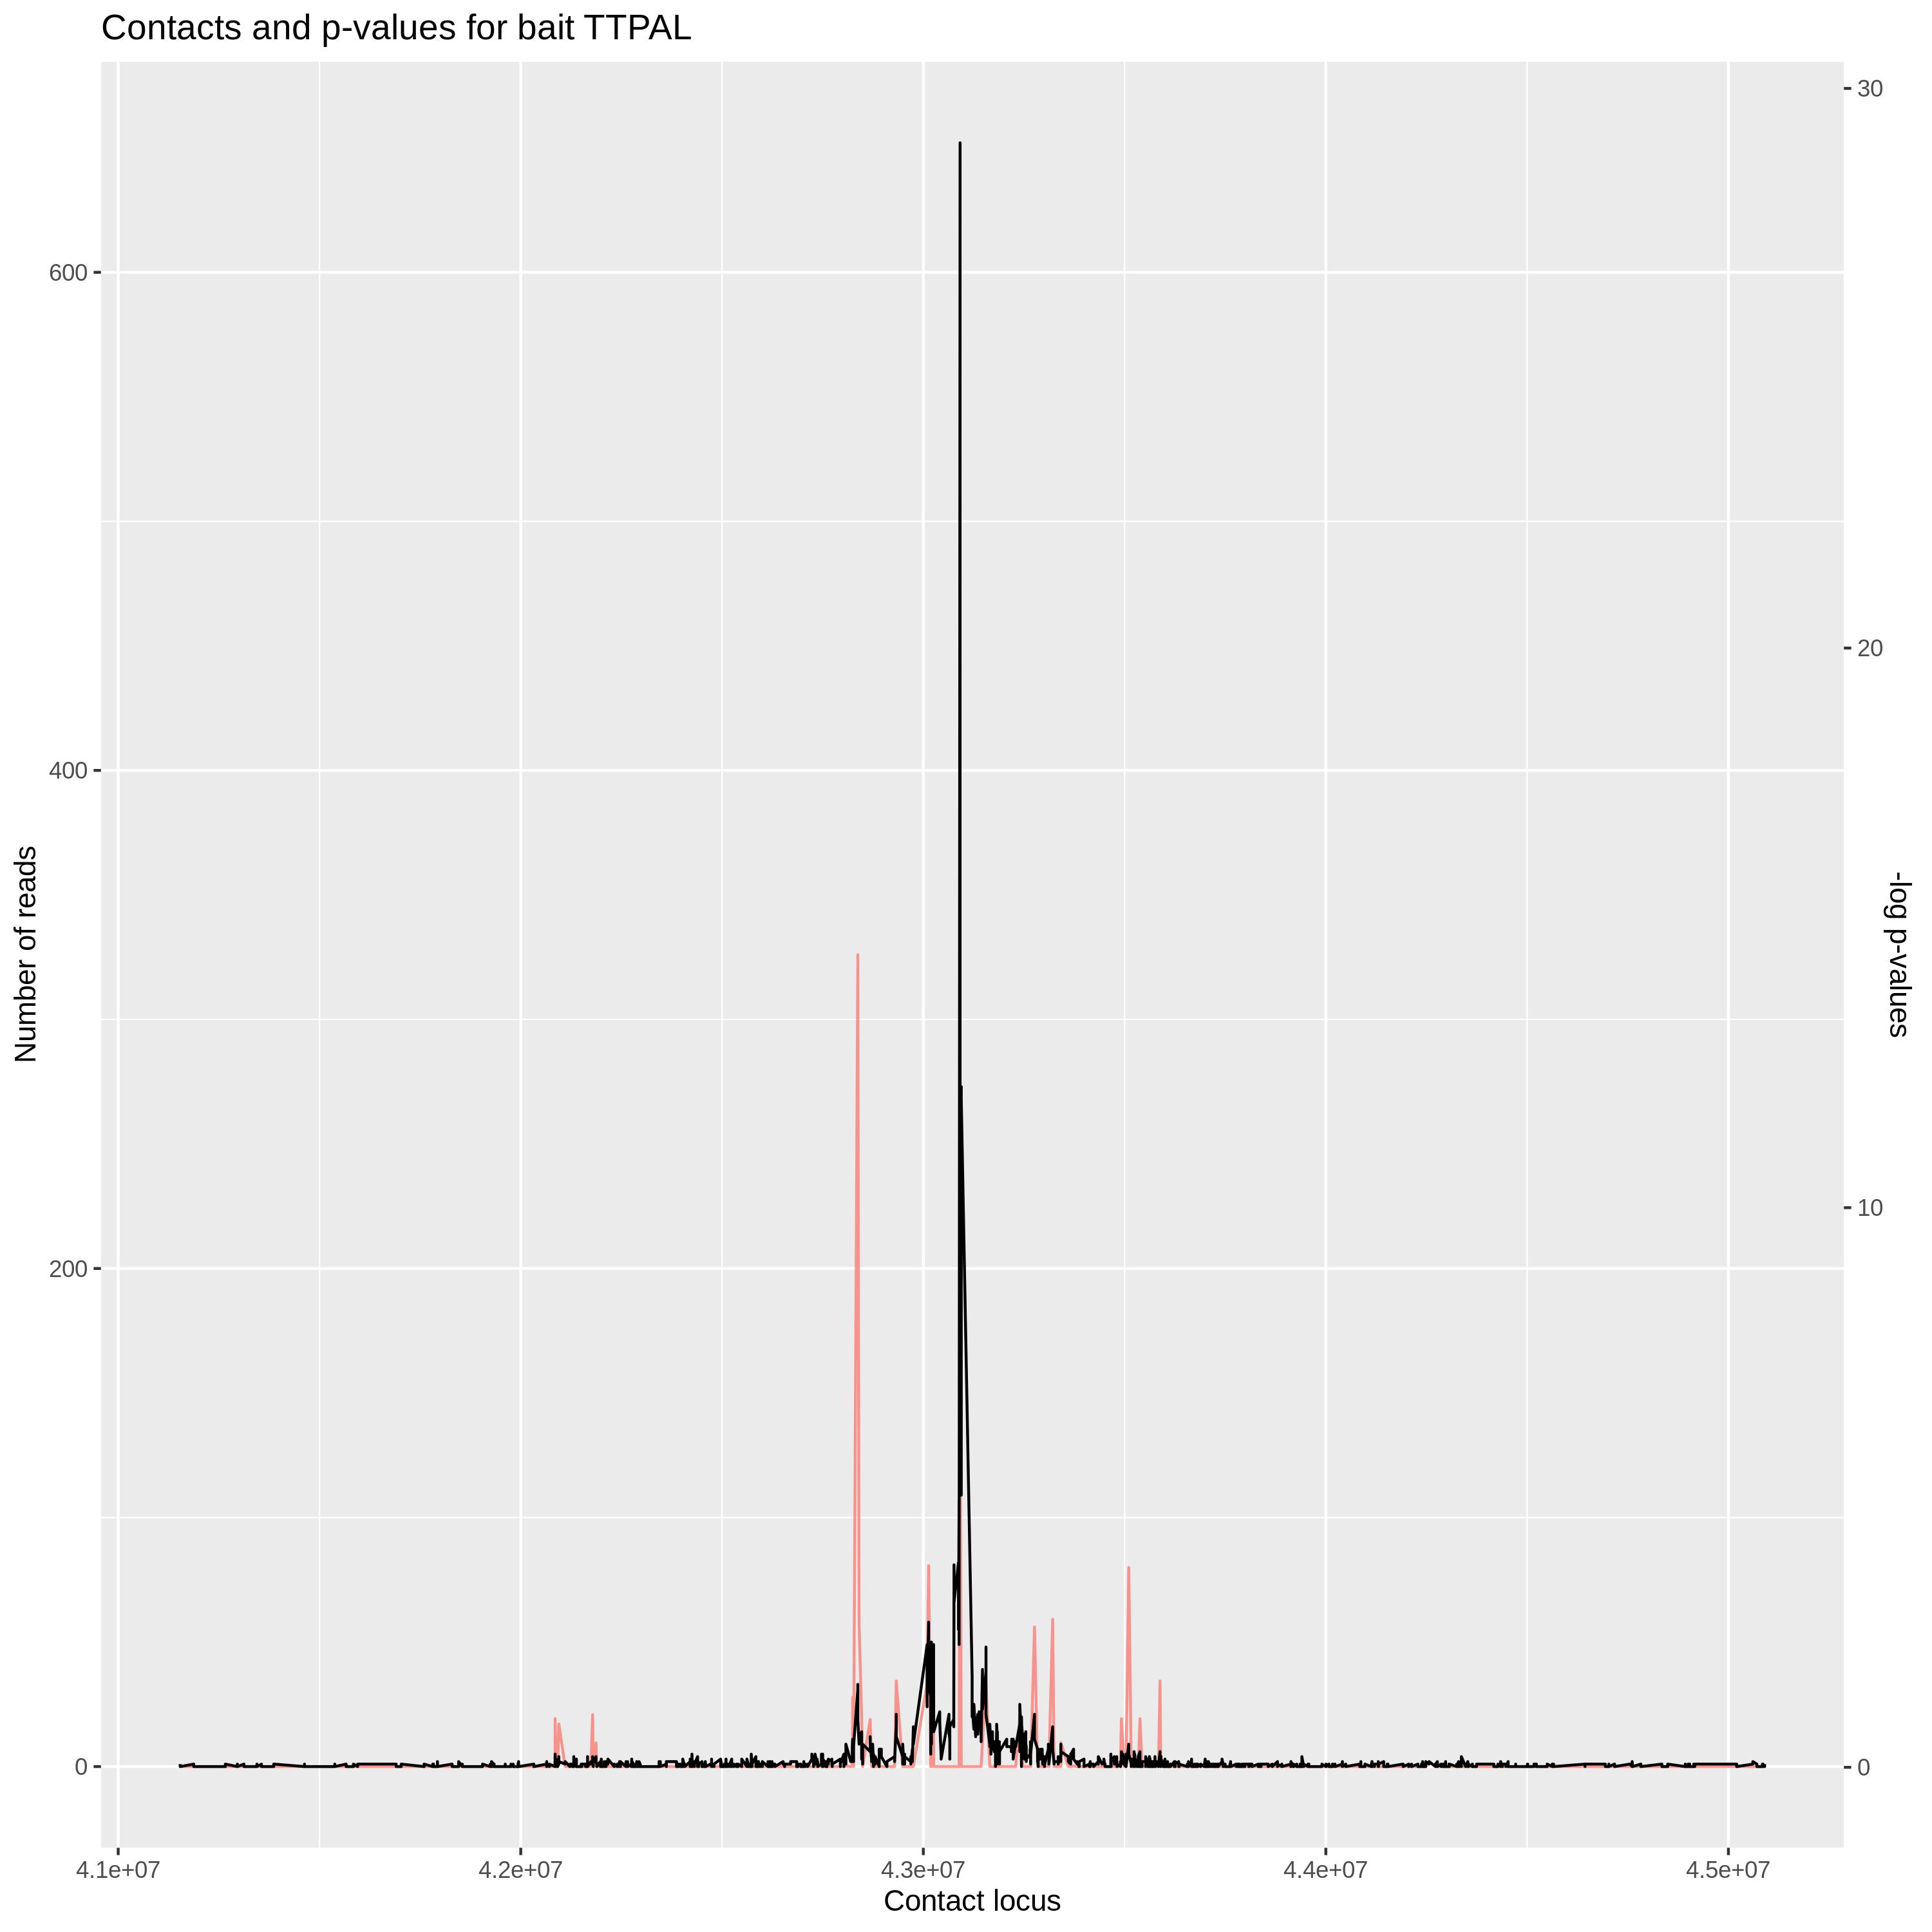 Contacts and p-values for bait TTPAL
600
400
200
0
Number of reads
30
20
10
0
-log p-values
4.1e+07
4.2e+07
4.3e+07
4.4e+07
4.5e+07
Contact locus